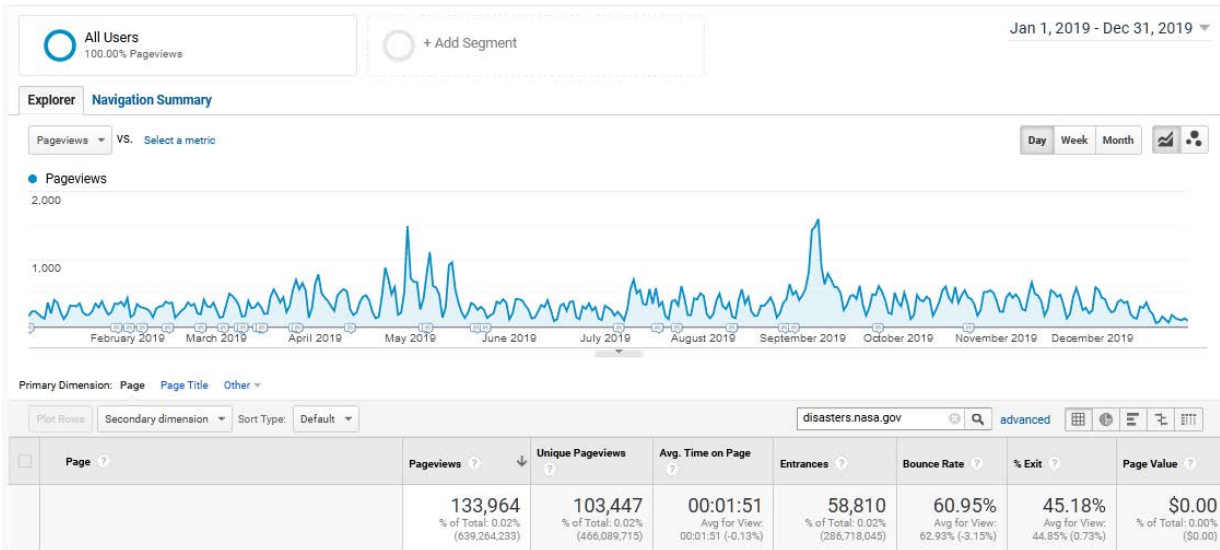 All Users
100.00% Pageviews
+ Add Segment
Jan 1, 2019 - Dec 31, 2019
Explorer Navigation Summary
Pageviews VS. Select a metric
Day Week Month
Pageviews
2,000
1,000
February 2019 March 2019 April 2019 May 2019 June 2019 July 2019 August 2019 September 2019 October 2019 November 2019 December 2019
Primary Dimension: Page Page Title Other
Plot Rows Secondary dimension Sort Type: Default disasters.nasa.gov advanced
Page ? Pageviews ? Unique Pageviews ? Avg. Time on Page ? Entrances ? Bounce Rate ? % Exit ? Page Value ?
133,964 103,447 00:01:51 58,810 60.95% 45.18% $0.00
% of Total: 0.02% % of Total: 0.02% Avg for View: % of Total: 0.02% Avg for View: Avg for View: % of Total: 0.00%
(639,264,233) (466,089,715) 00:01:51 (-0.13%) (286,718,045) 62.93% (-3.15%) 44.85% (0.73%) ($0.00)